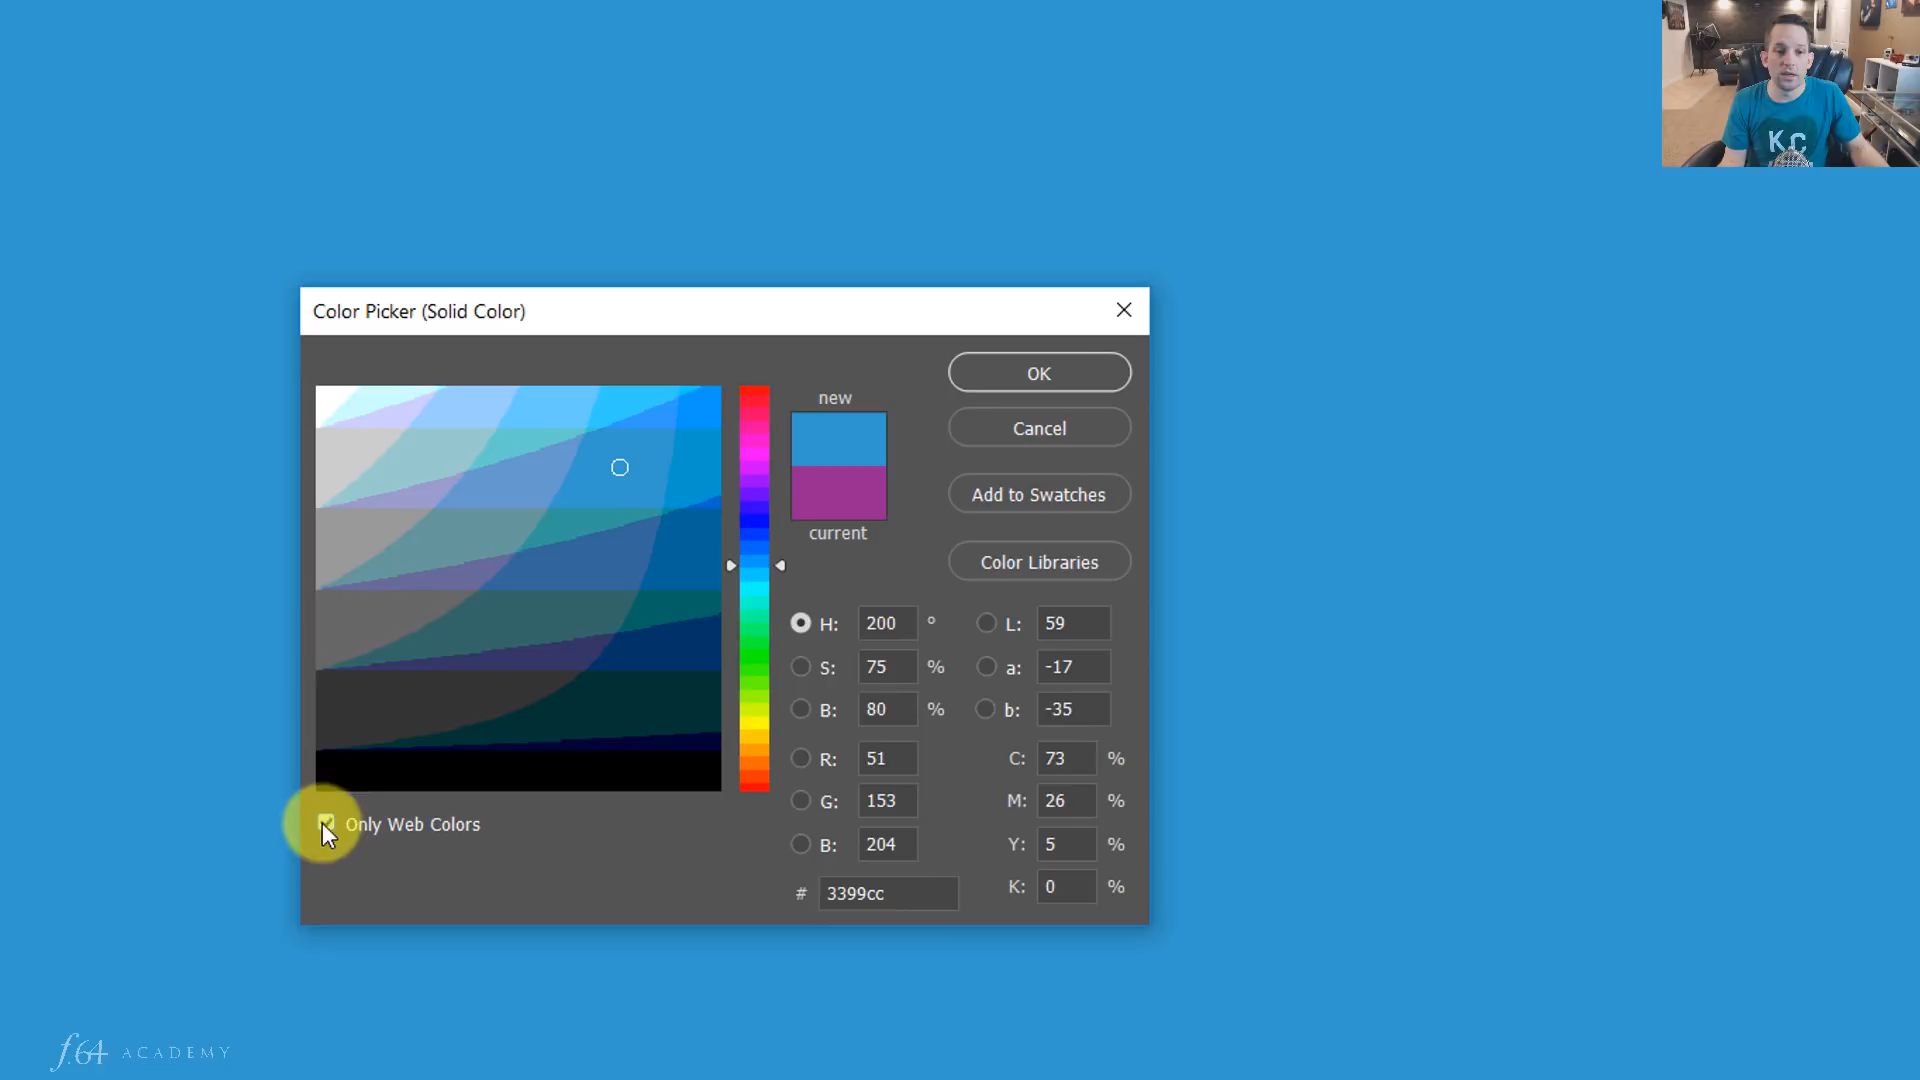 KC
Color Picker (Solid Color)
new
current
OK
Cancel
Add to Swatches
Color Libraries
H: 200 °
S: 75 %
B: 80 %
R: 51
G: 153
B: 204
# 3399cc
L: 59
a: -17
b: -35
C: 73 %
M: 26 %
Y: 5 %
K: 0 %
Only Web Colors
f.64 ACADEMY